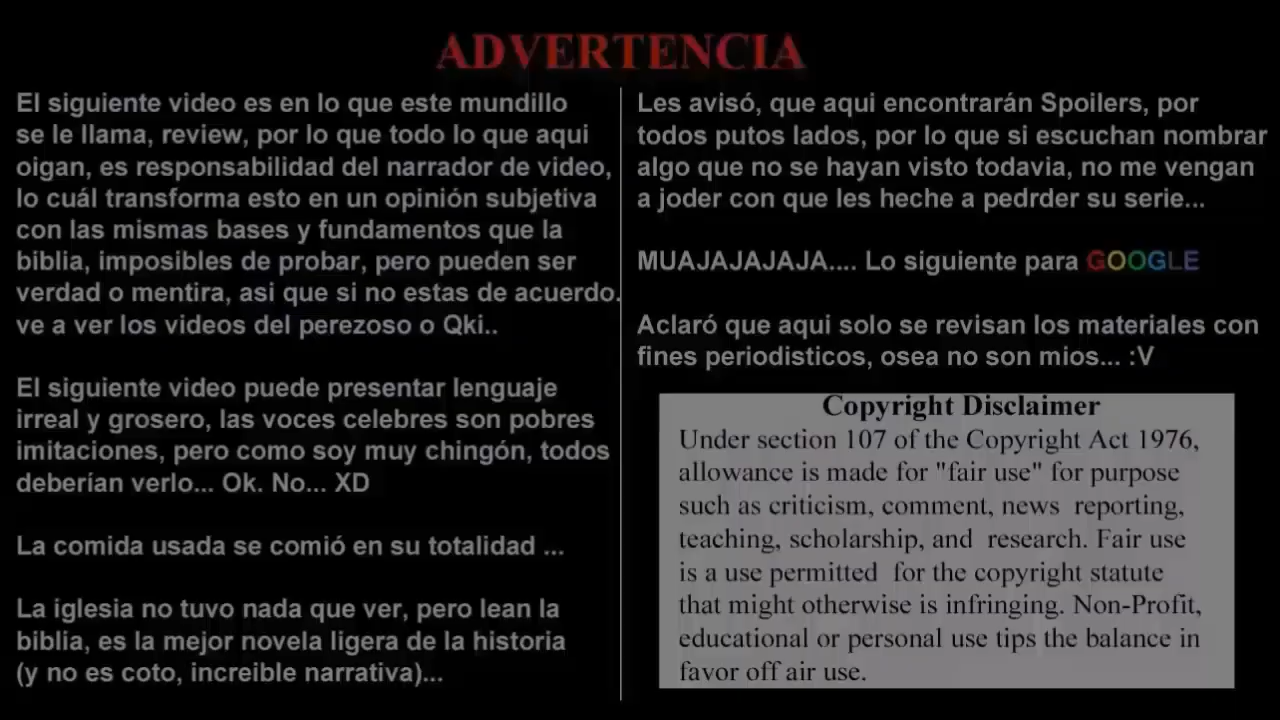 ADVERTENCIA
El siguiente video es en lo que este mundillo
se le llama, review, por lo que todo lo que aqui
oigan, es responsabilidad del narrador de video,
lo cuál transforma esto en un opinión subjetiva
con las mismas bases y fundamentos que la
biblia, imposibles de probar, pero pueden ser
verdad o mentira, asi que si no estas de acuerdo.
ve a ver los videos del perezoso o Qki..
El siguiente video puede presentar lenguaje
irreal y grosero, las voces celebres son pobres
imitaciones, pero como soy muy chingón, todos
deberían verlo... Ok. No... XD
La comida usada se comió en su totalidad ...
La iglesia no tuvo nada que ver, pero lean la
biblia, es la mejor novela ligera de la historia
(y no es coto, increible narrativa)...
Les avisó, que aqui encontrarán Spoilers, por
todos putos lados, por lo que si escuchan nombrar
algo que no se hayan visto todavia, no me vengan
a joder con que les heche a pedrder su serie...
MUAJAJAJAJA.... Lo siguiente para GOOGLE
Aclaró que aqui solo se revisan los materiales con
fines periodisticos, osea no son mios... :V
Copyright Disclaimer
Under section 107 of the Copyright Act 1976,
allowance is made for "fair use" for purpose
such as criticism, comment, news reporting,
teaching, scholarship, and research. Fair use
is a use permitted for the copyright statute
that might otherwise is infringing. Non-Profit,
educational or personal use tips the balance in
favor off air use.